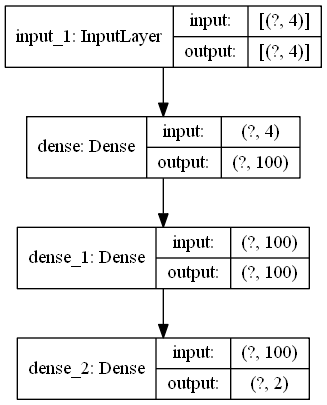 input_1: InputLayer
input: [(?, 4)]
output: [(?, 4)]
dense: Dense
input: (?, 4)
output: (?, 100)
dense_1: Dense
input: (?, 100)
output: (?, 100)
dense_2: Dense
input: (?, 100)
output: (?, 2)